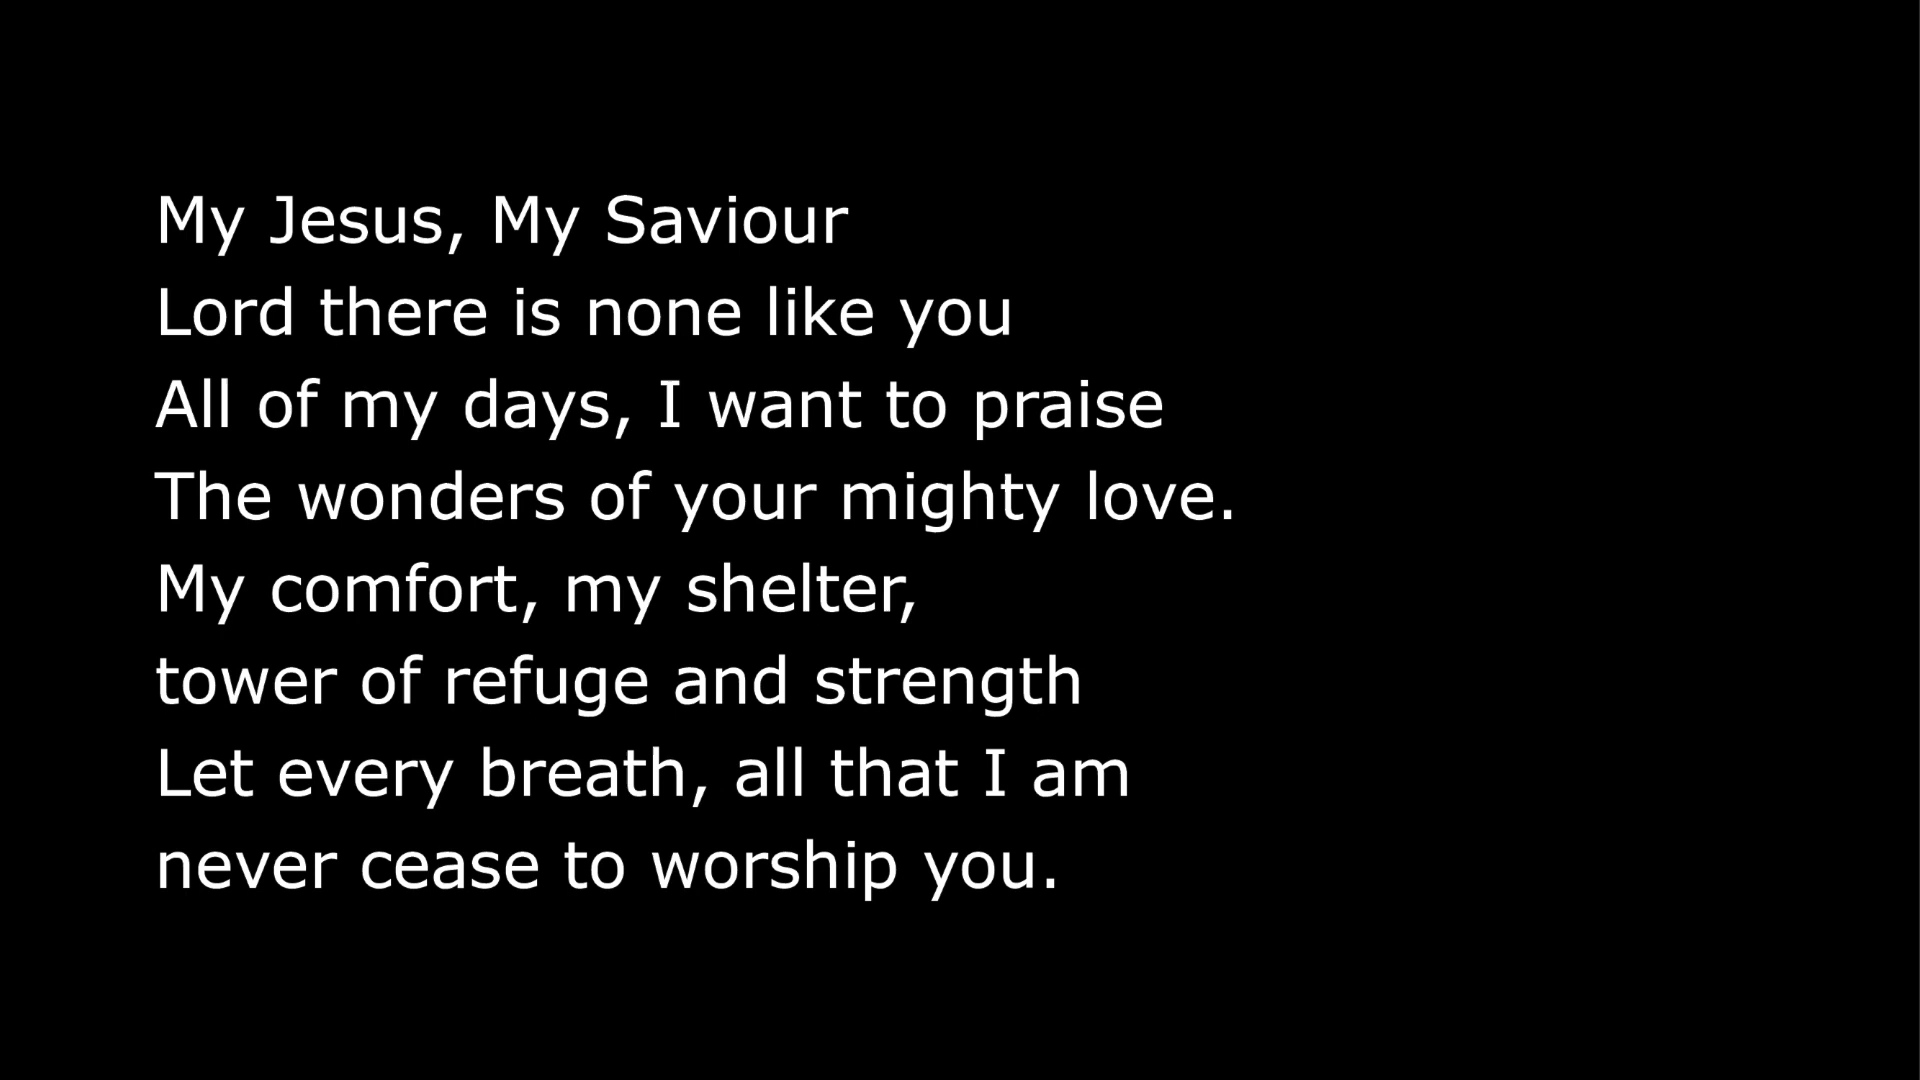 My Jesus, My Saviour
Lord there is none like you
All of my days, I want to praise
The wonders of your mighty love.
My comfort, my shelter,
tower of refuge and strength
Let every breath, all that I am
never cease to worship you.